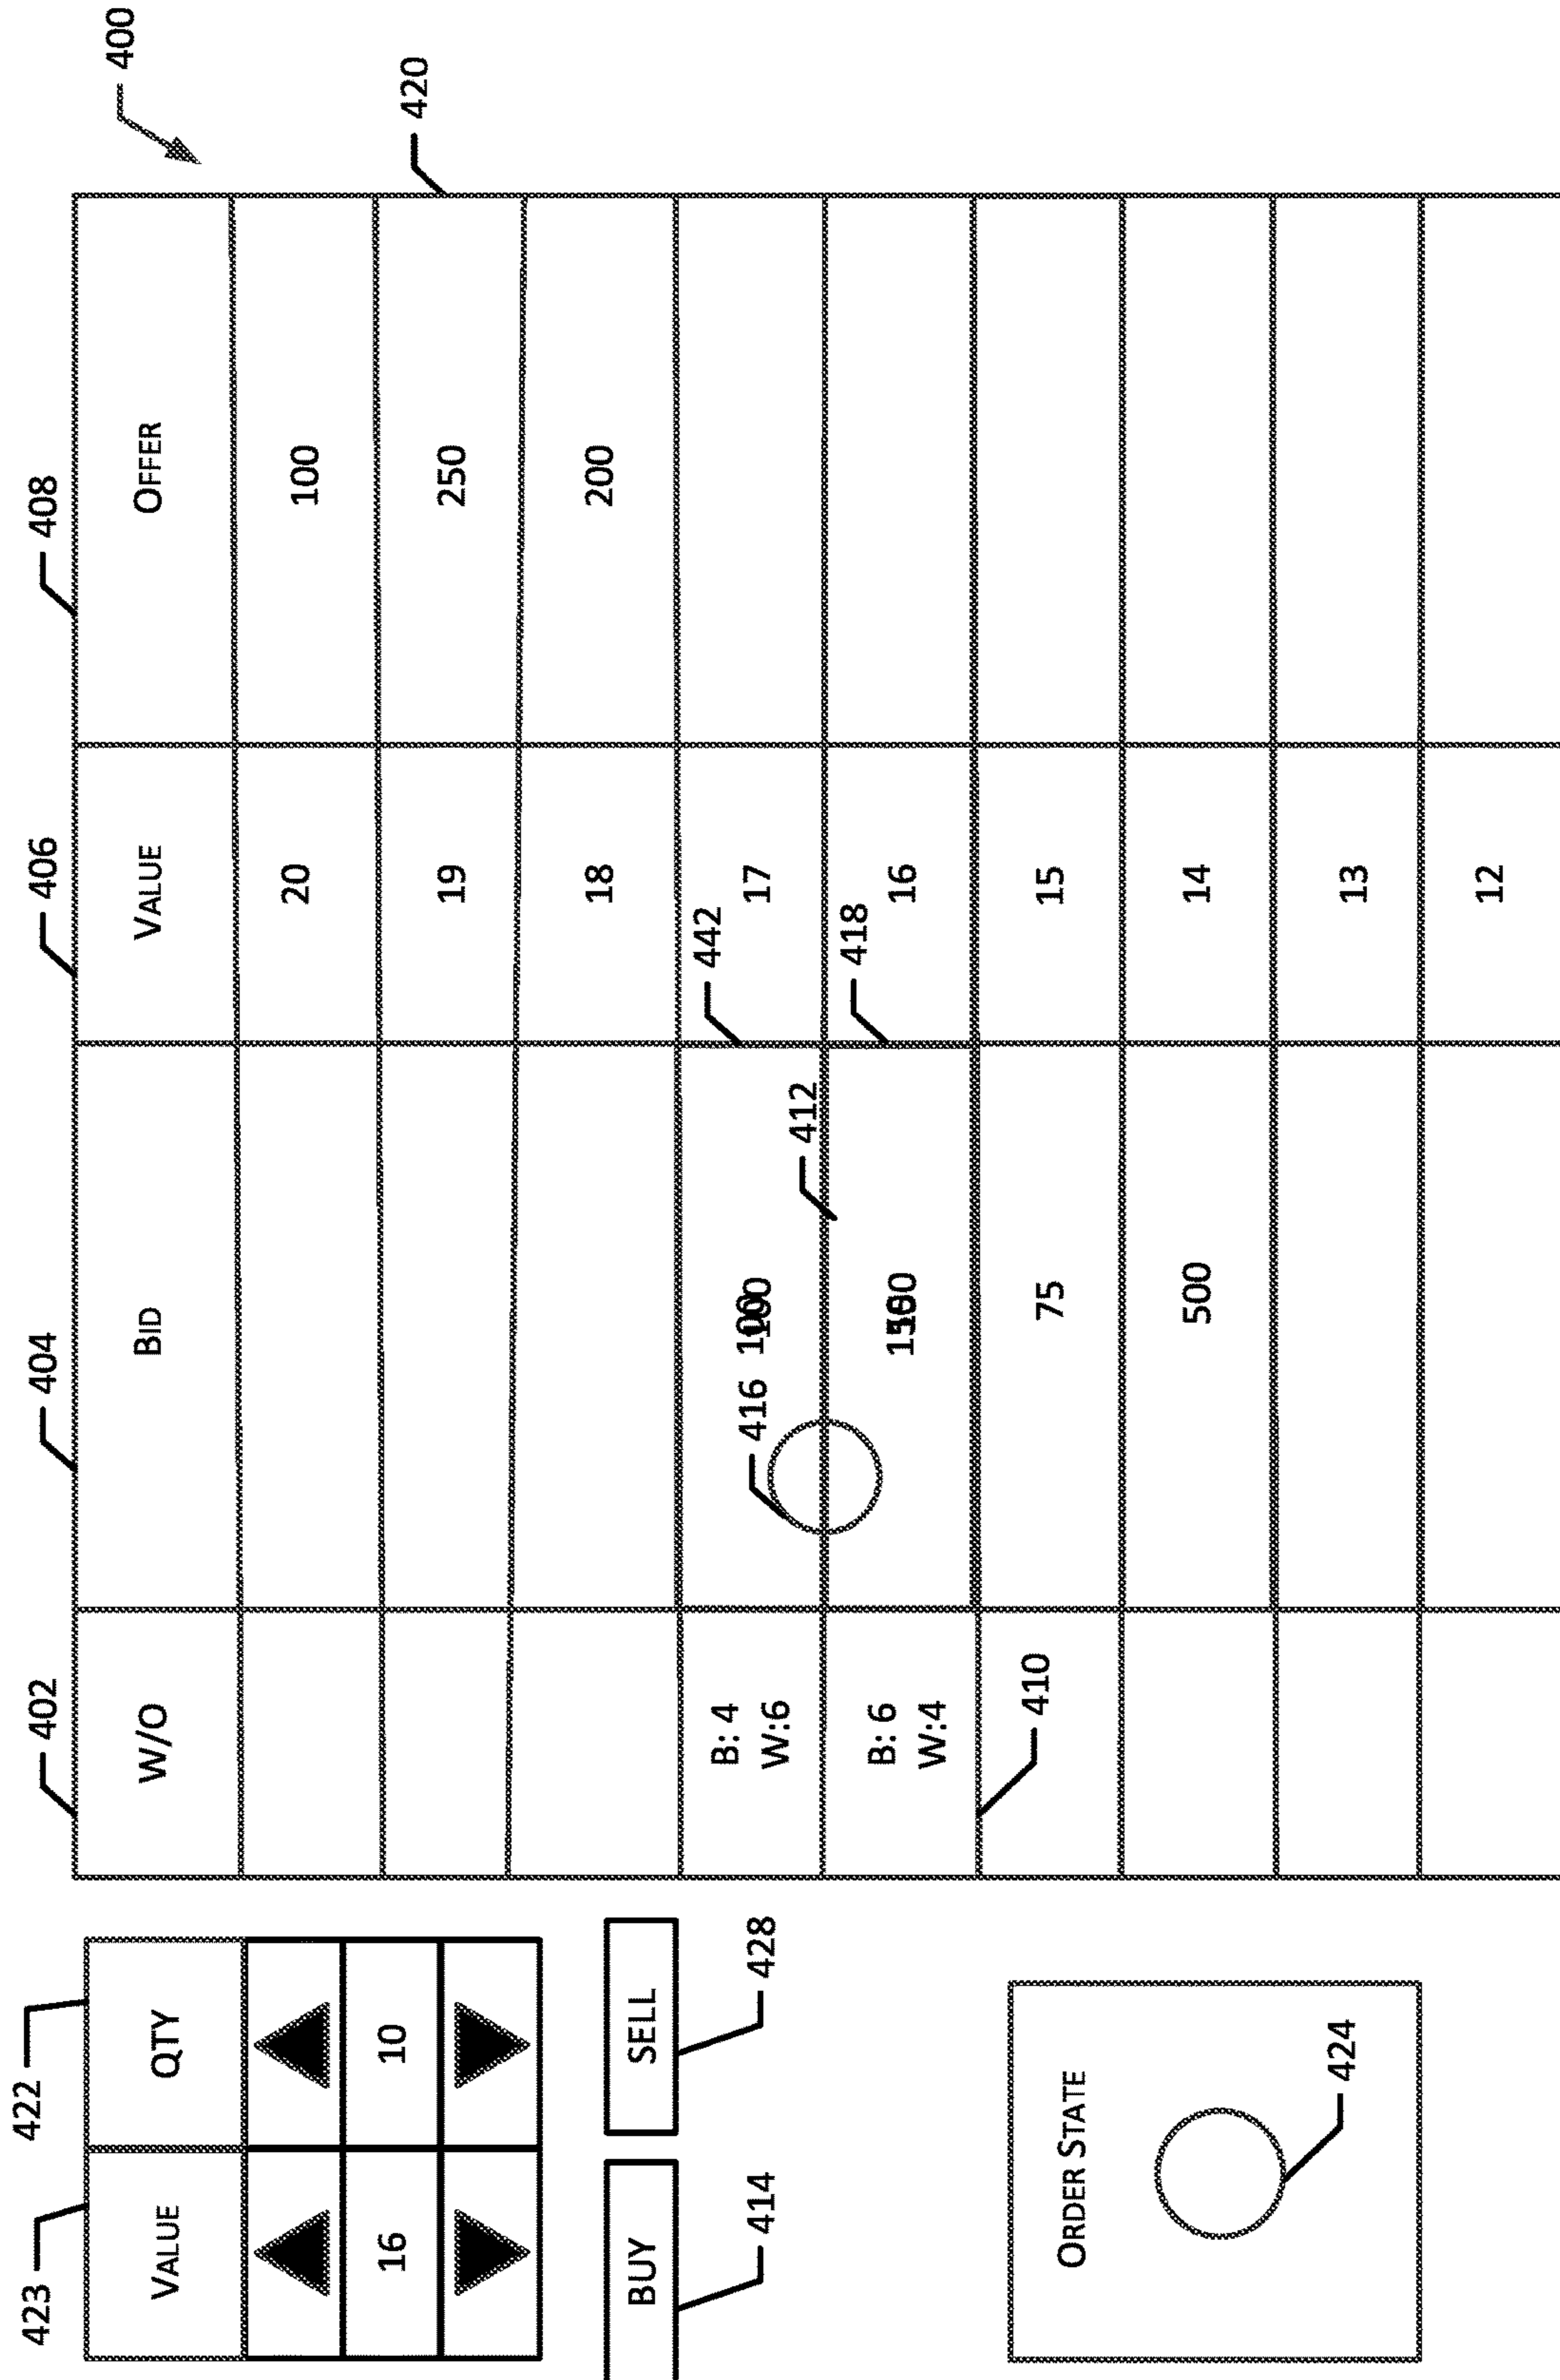 400
423 422 402 404 406 408
VALUE QTY W/O BID VALUE OFFER
20 100
420
16 10 19 250
18 200
BUY SELL
442
B: 4 17
W:6
416
414 428
412
418
B: 6 16
W:4
410
ORDER STATE 75 15
500 14
424
13
12